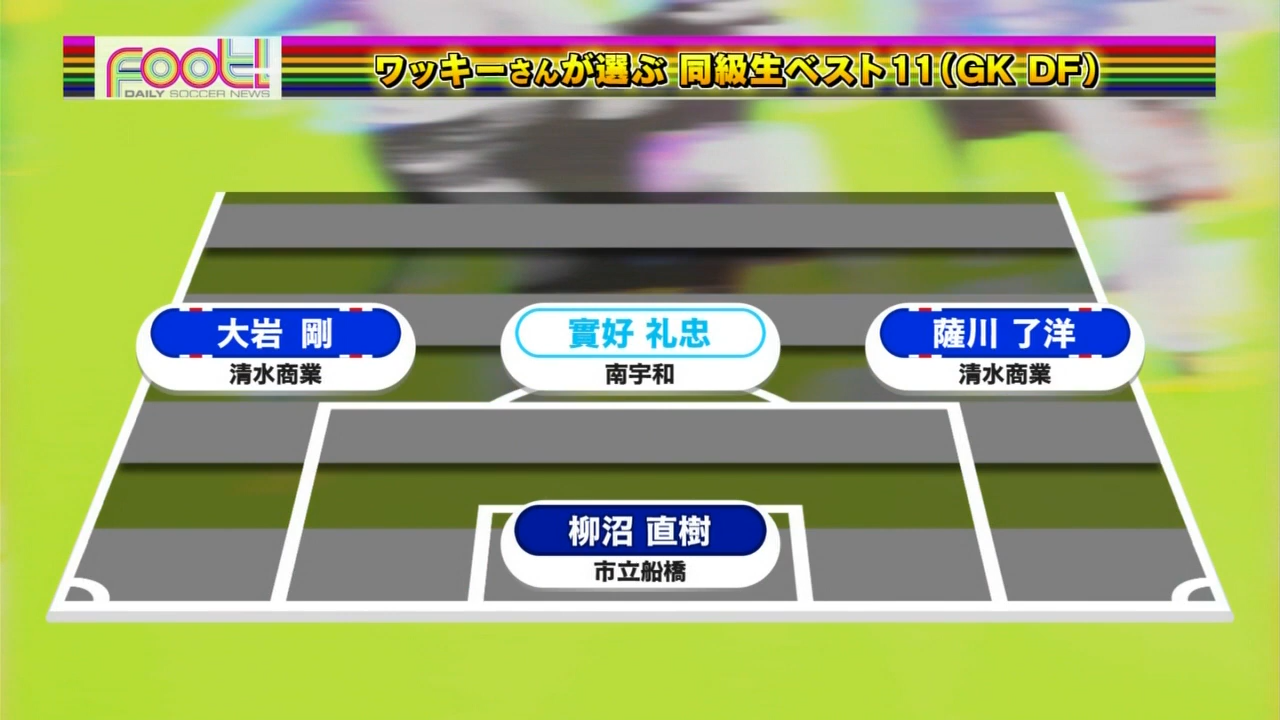 Foot!
DAILY SOCCER NEWS
ワッキーさんが選ぶ 同級生ベスト11(GK DF)
大岩 剛
清水商業
實好 礼忠
南宇和
薩川 了洋
清水商業
柳沼 直樹
市立船橋